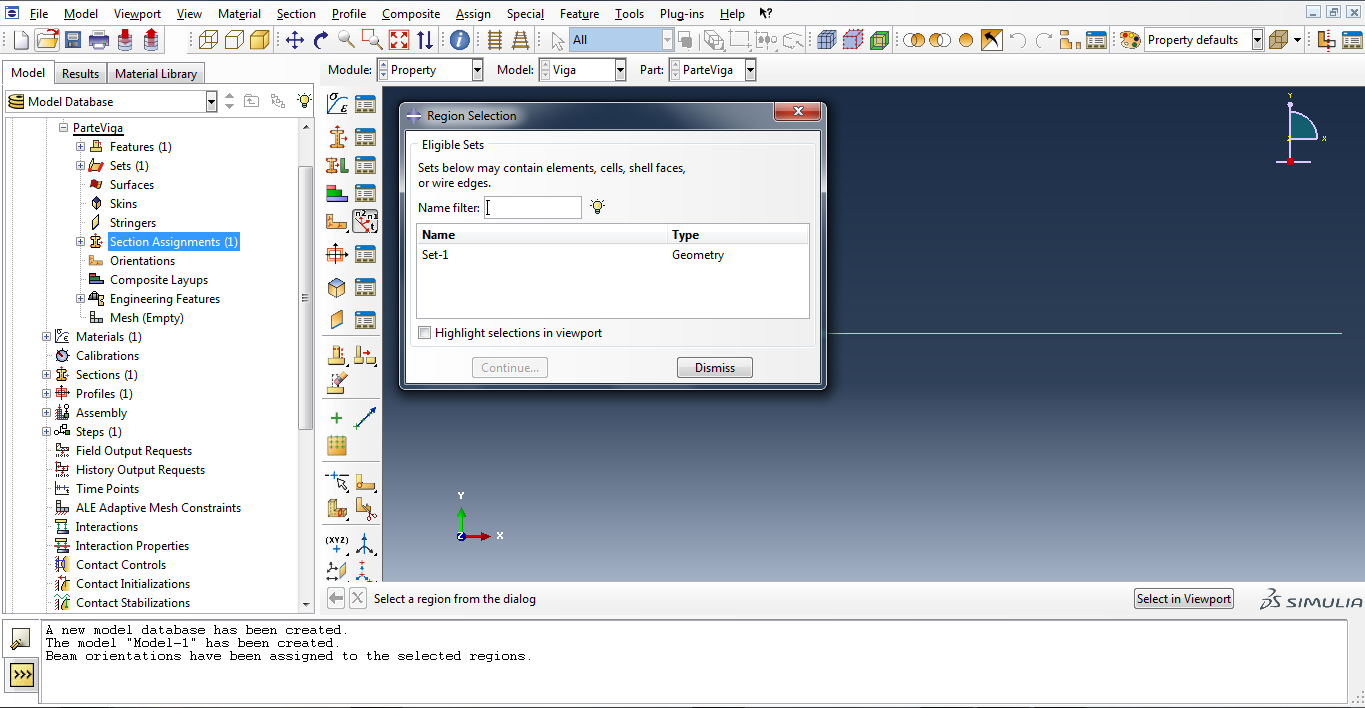 File Model Viewport View Material Section Profile Composite Assign Special Feature Tools Plug-ins Help ?
All Property defaults
Model Results Material Library
Module: Property Model: Viga Part: ParteViga
Model Database
ParteViga
Features (1)
Sets (1)
Surfaces
Skins
Stringers
Section Assignments (1)
Orientations
Composite Layups
Engineering Features
Mesh (Empty)
Materials (1)
Calibrations
Sections (1)
Profiles (1)
Assembly
Steps (1)
Field Output Requests
History Output Requests
Time Points
ALE Adaptive Mesh Constraints
Interactions
Interaction Properties
Contact Controls
Contact Initializations
Contact Stabilizations
(XYZ)
Region Selection
Eligible Sets
Sets below may contain elements, cells, shell faces,
or wire edges.
Name filter:
Name Type
Set-1 Geometry
Highlight selections in viewport
Continue... Dismiss
Y
X
Z
Y
X
Z
Select a region from the dialog
Select in Viewport
SIMULIA
A new model database has been created.
The model "Model-1" has been created.
Beam orientations have been assigned to the selected regions.
>>>